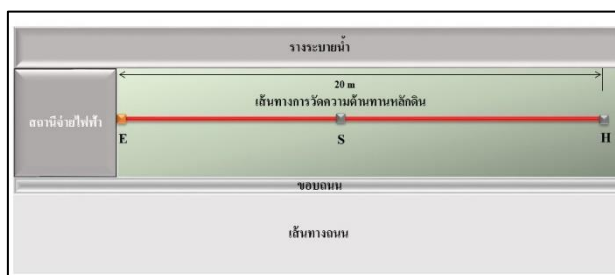 รางระบายน้ำ
20 m
เส้นทางการวัดความต้านทานหลักดิน
สถานีจ่ายไฟฟ้า
E
S
H
ขอบถนน
เส้นทางถนน